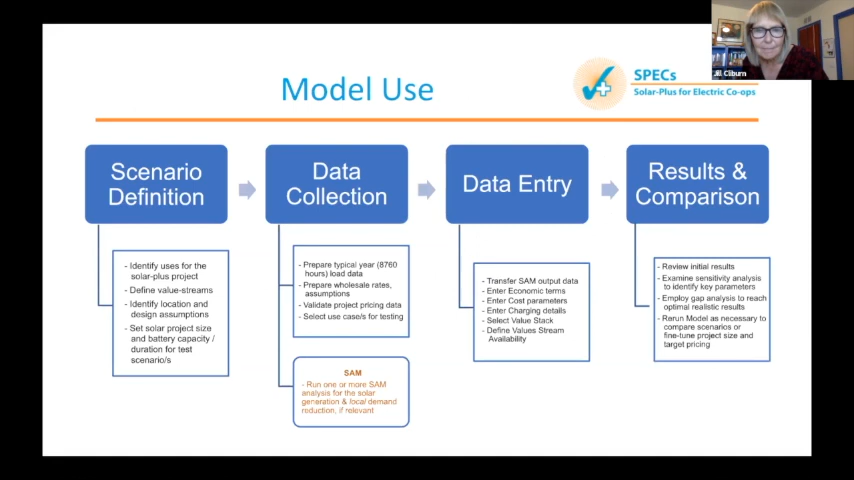 Jill Cliburn
Model Use
SPECs
Solar-Plus for Electric Co-ops
Scenario
Definition
- Identify uses for the
solar-plus project
- Define value-streams
- Identify location and
design assumptions
- Set solar project size
and battery capacity /
duration for test
scenario/s
Data
Collection
- Prepare typical year (8760
hours) load data
- Prepare wholesale rates,
assumptions
- Validate project pricing data
- Select use case/s for testing
SAM
- Run one or more SAM
analysis for the solar
generation & local demand
reduction, if relevant
Data Entry
- Transfer SAM output data
- Enter Economic terms
- Enter Cost parameters
- Enter Charging details
- Select Value Stack
- Define Values Stream
Availability
Results &
Comparison
- Review initial results
- Examine sensitivity analysis
to identify key parameters
- Employ gap analysis to reach
optimal realistic results
- Rerun Model as necessary to
compare scenarios or
fine-tune project size and
target pricing